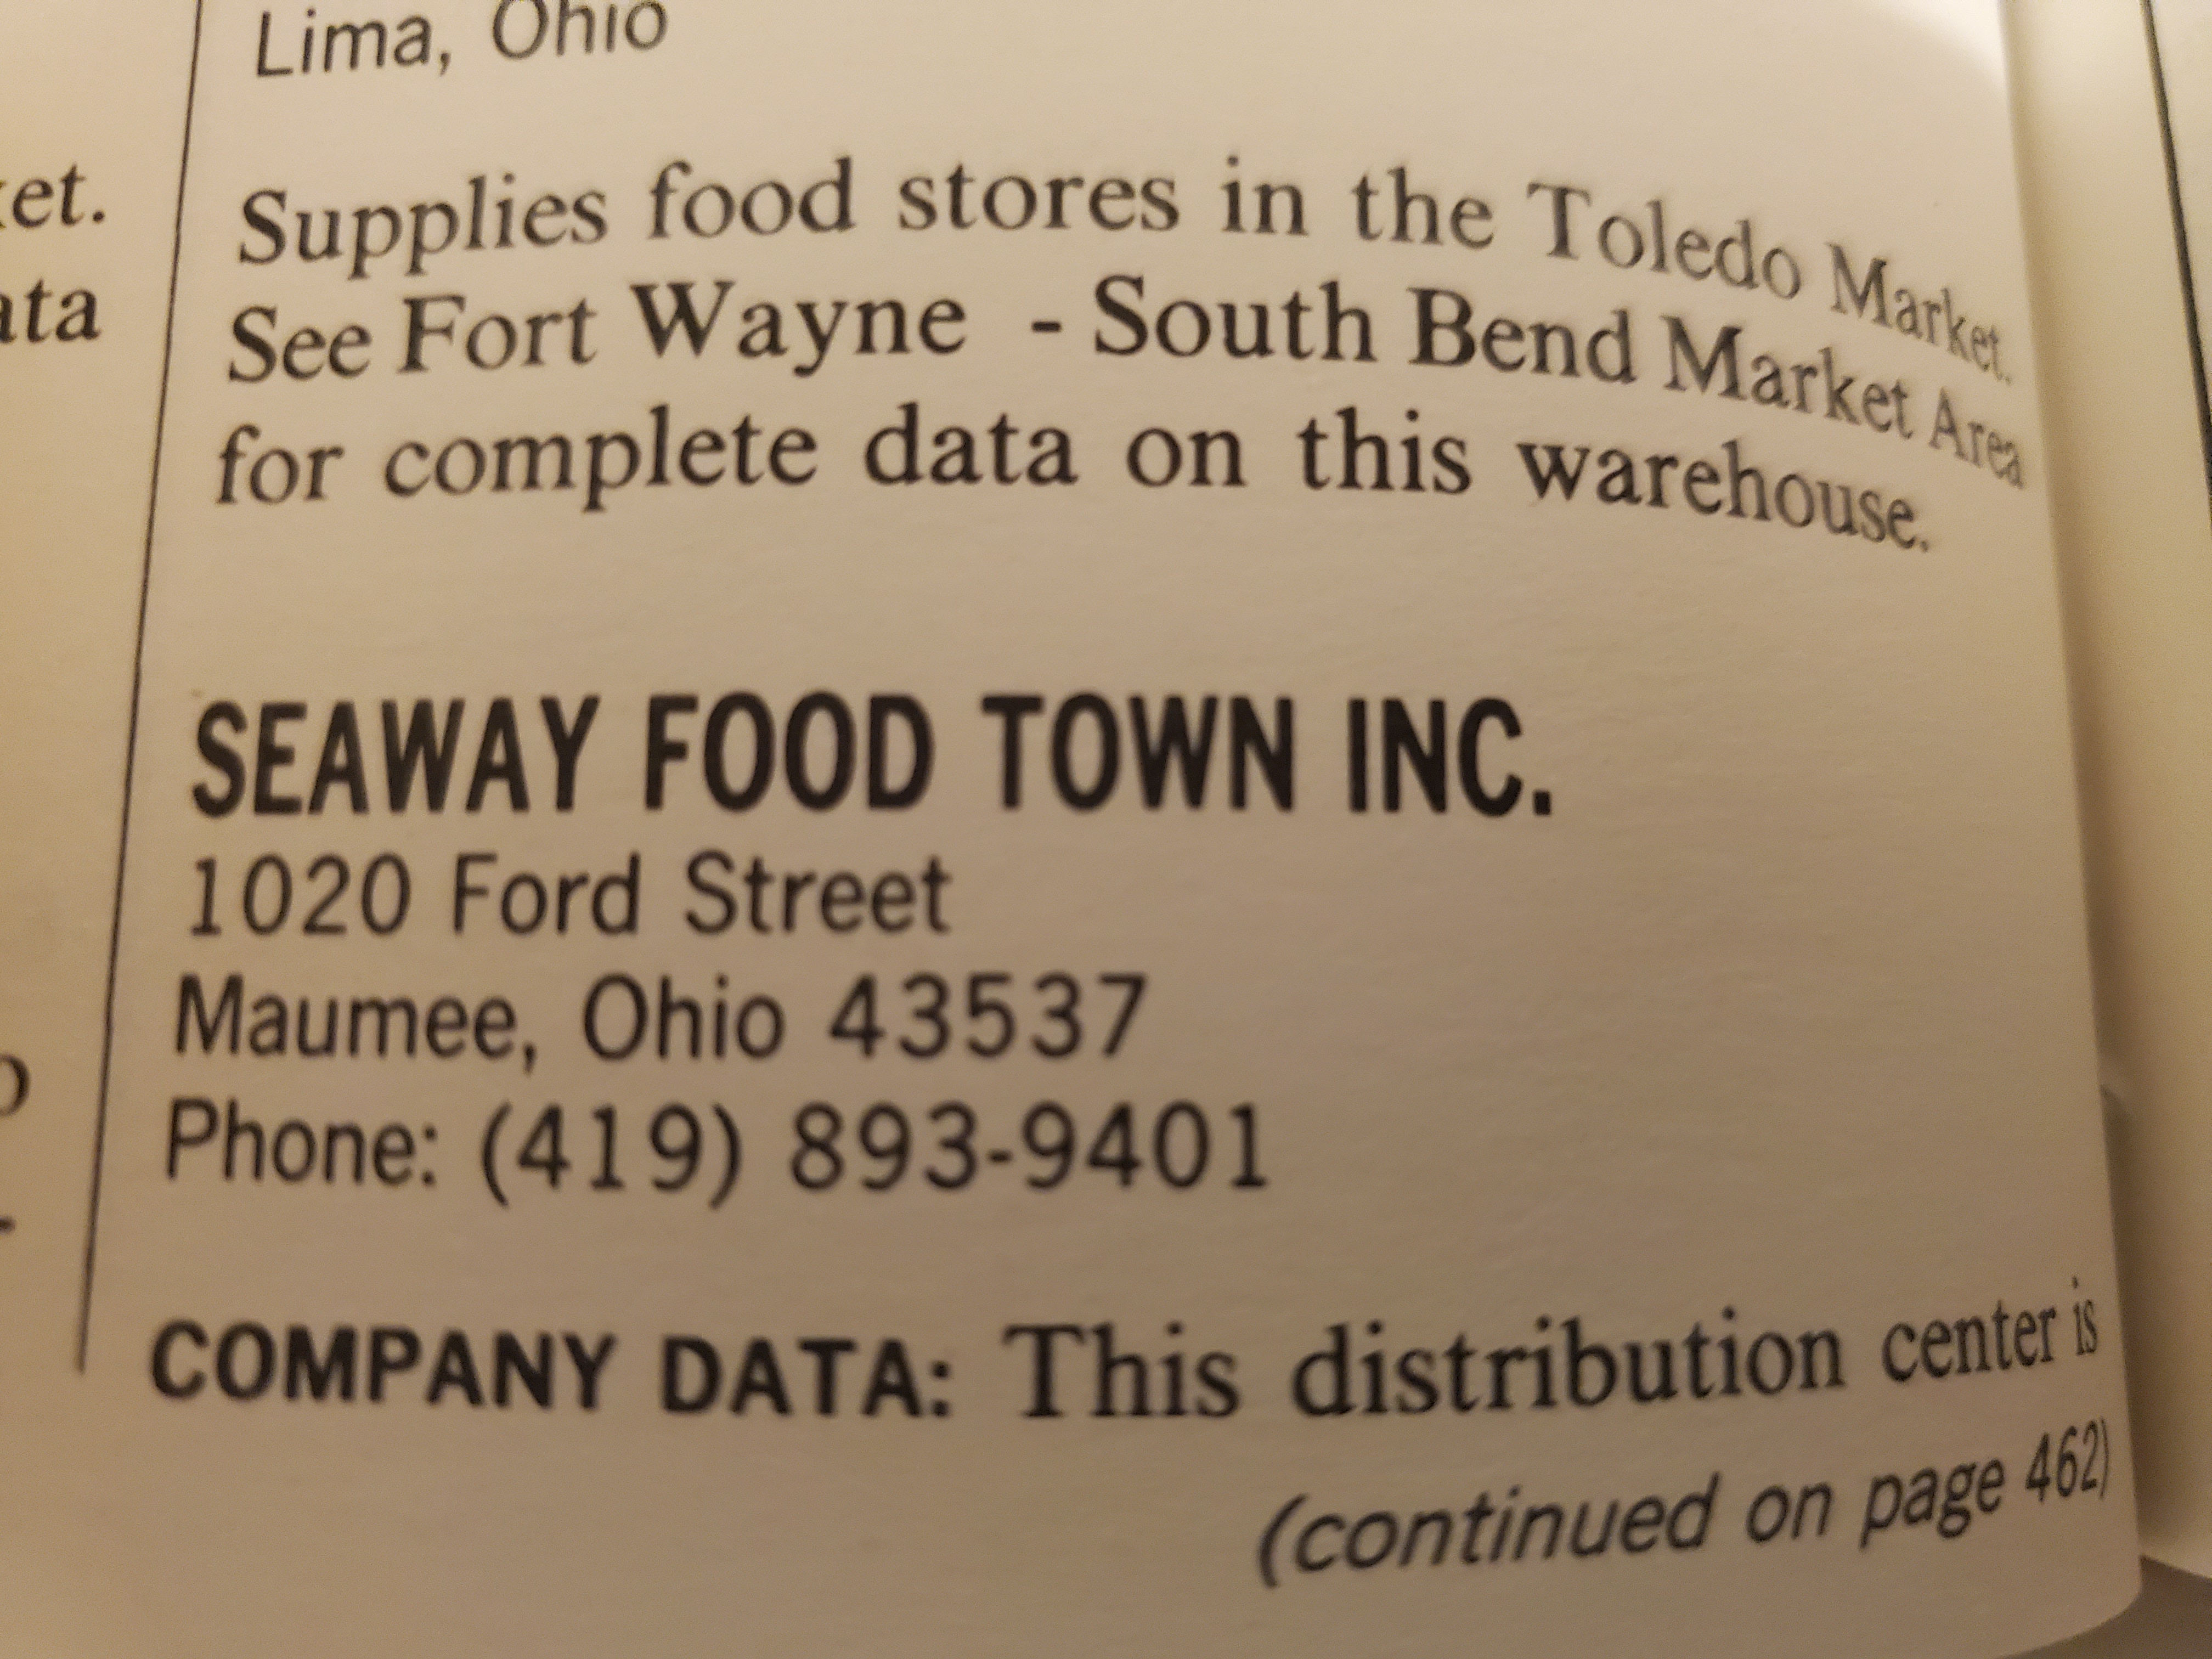 Lima, Ohio
Supplies food stores in the Toledo Market.
See Fort Wayne - South Bend Market Area
for complete data on this warehouse.
SEAWAY FOOD TOWN INC.
1020 Ford Street
Maumee, Ohio 43537
Phone: (419) 893-9401
COMPANY DATA: This distribution center is
(continued on page 462)